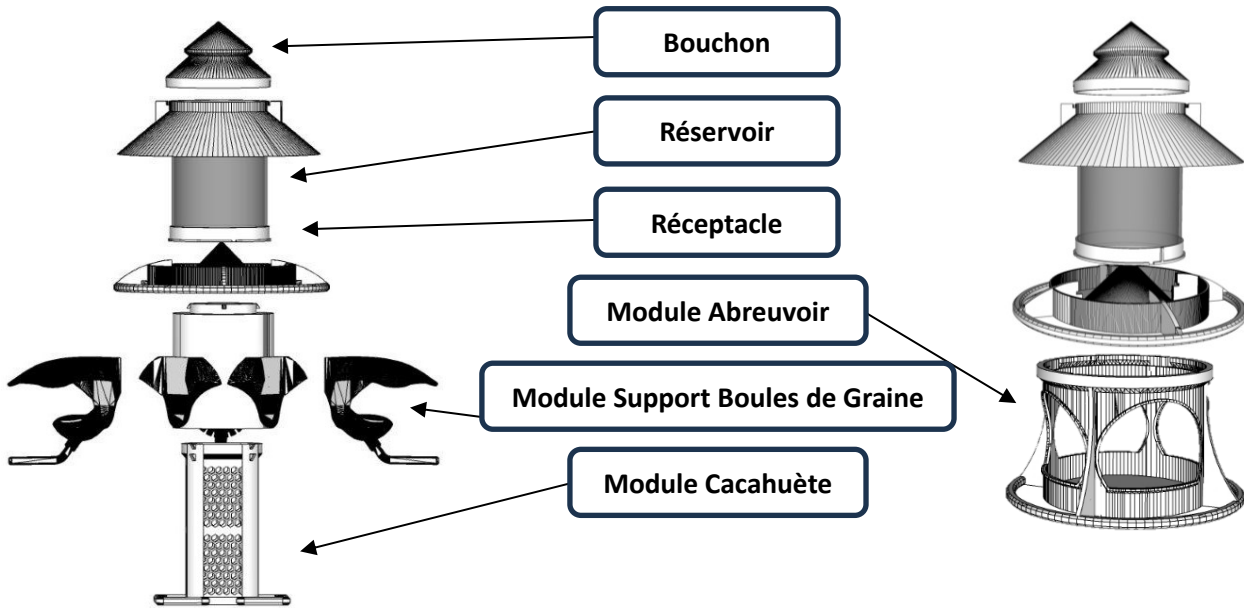 Bouchon
Réservoir
Réceptacle
Module Abreuvoir
Module Support Boules de Graine
Module Cacahuète